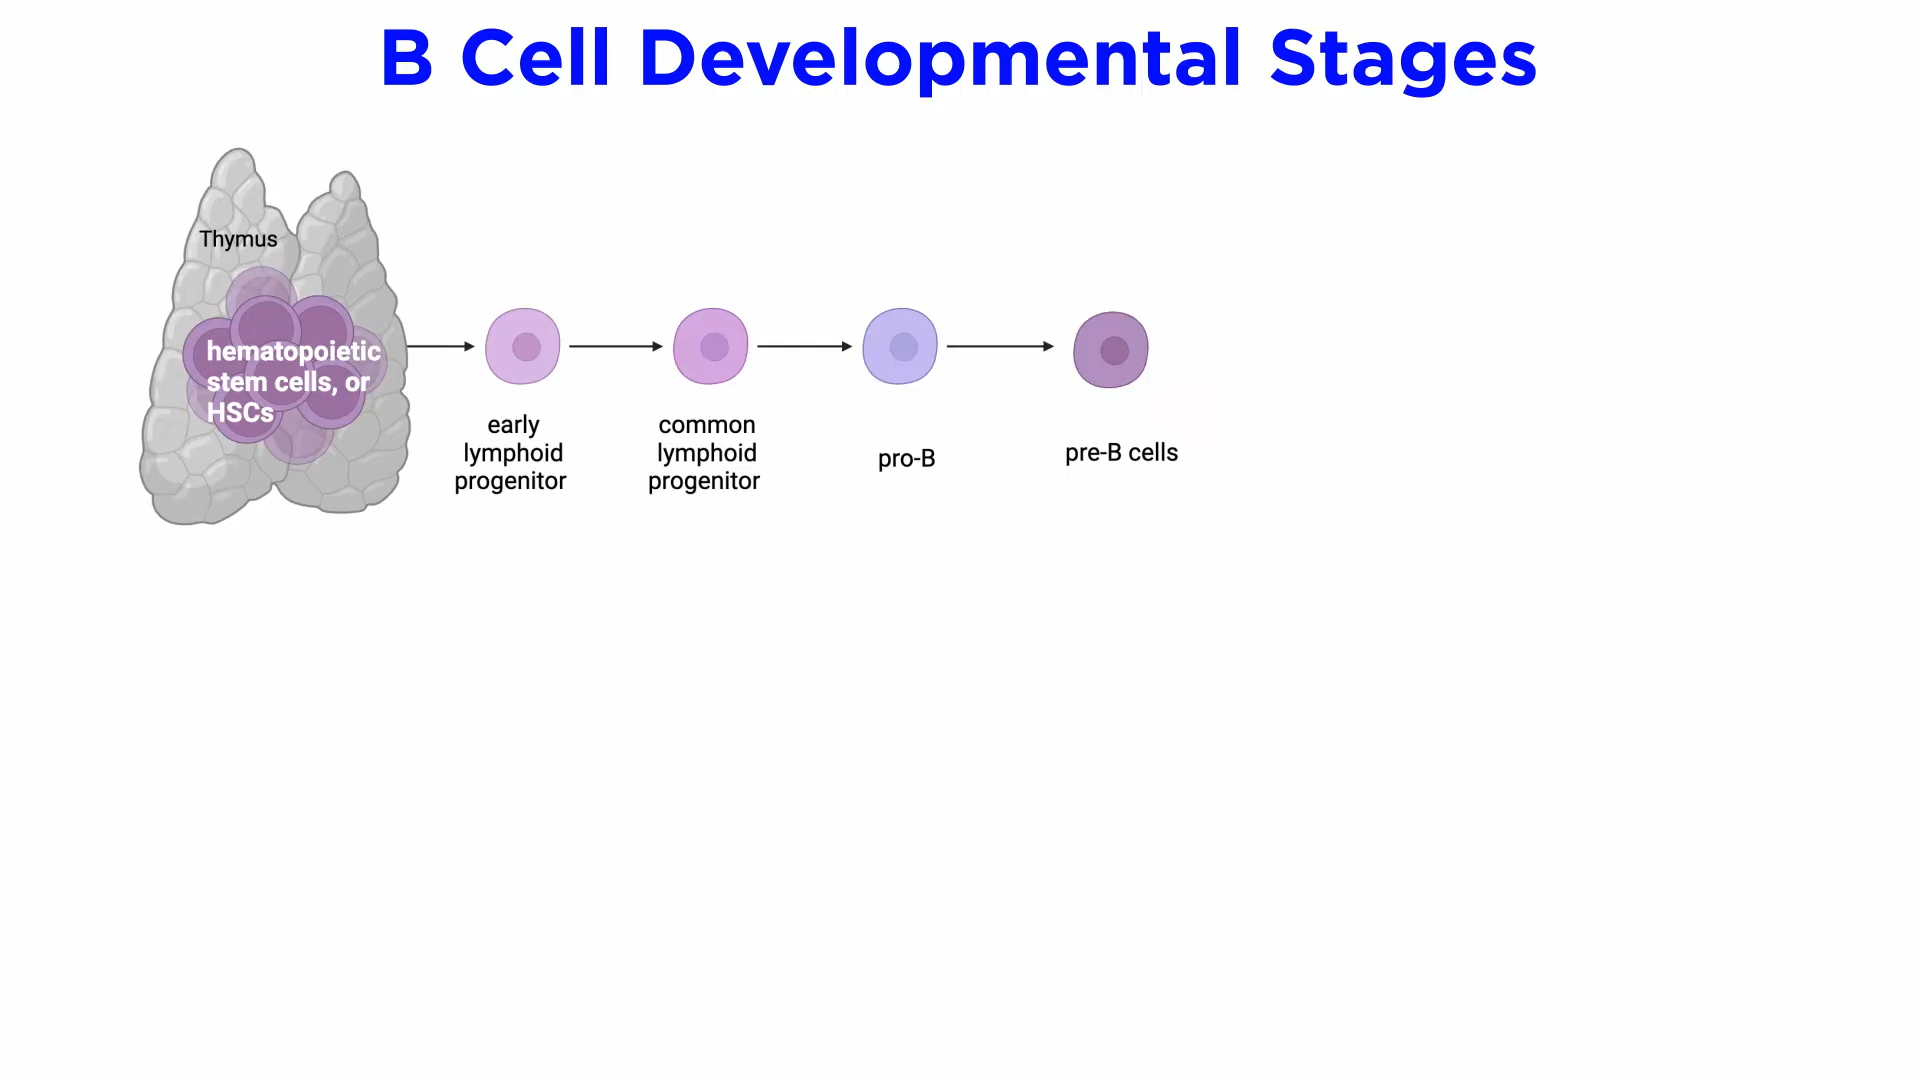 B Cell Developmental Stages
Thymus
hematopoietic
stem cells, or
HSCs
early
lymphoid
progenitor
common
lymphoid
progenitor
pro-B
pre-B cells